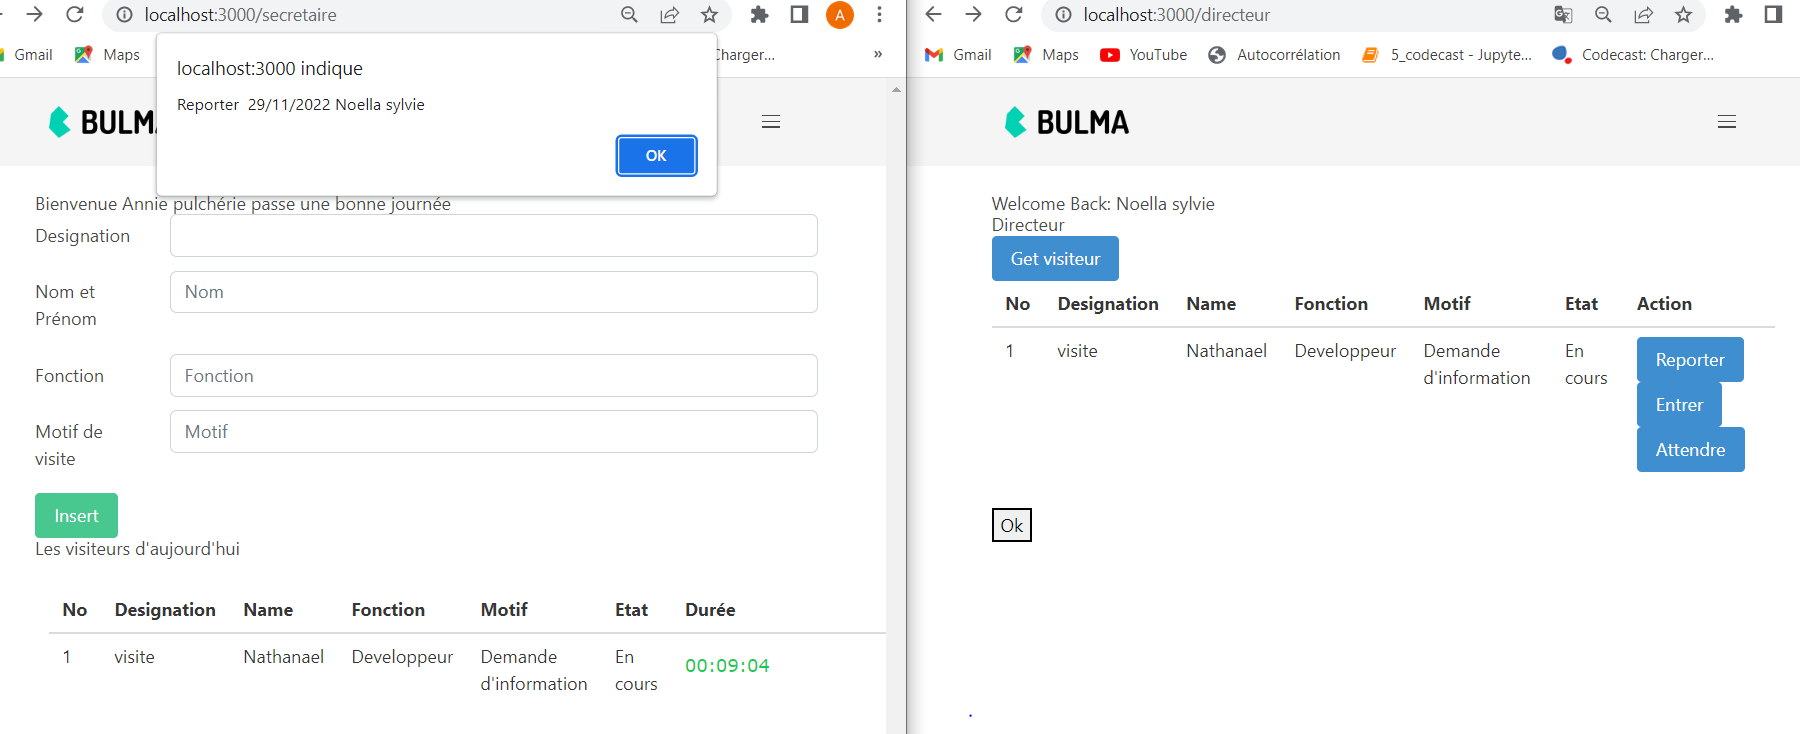 localhost:3000/secretaire
A
Gmail
Maps
Charger...
»
localhost:3000 indique
Reporter 29/11/2022 Noella sylvie
OK
BULMA
Bienvenue Annie pulchérie passe une bonne journée
Designation
Nom et
Prénom
Nom
Fonction
Fonction
Motif de
visite
Motif
Insert
Les visiteurs d'aujourd'hui
No Designation Name Fonction Motif Etat Durée
1 visite Nathanael Developpeur Demande En 00:09:04
d'information cours
localhost:3000/directeur
Gmail
Maps
YouTube
Autocorrélation
5_codecast - Jupyte...
Codecast: Charger...
BULMA
Welcome Back: Noella sylvie
Directeur
Get visiteur
No Designation Name Fonction Motif Etat Action
1 visite Nathanael Developpeur Demande En Reporter
d'information cours
Entrer
Attendre
Ok